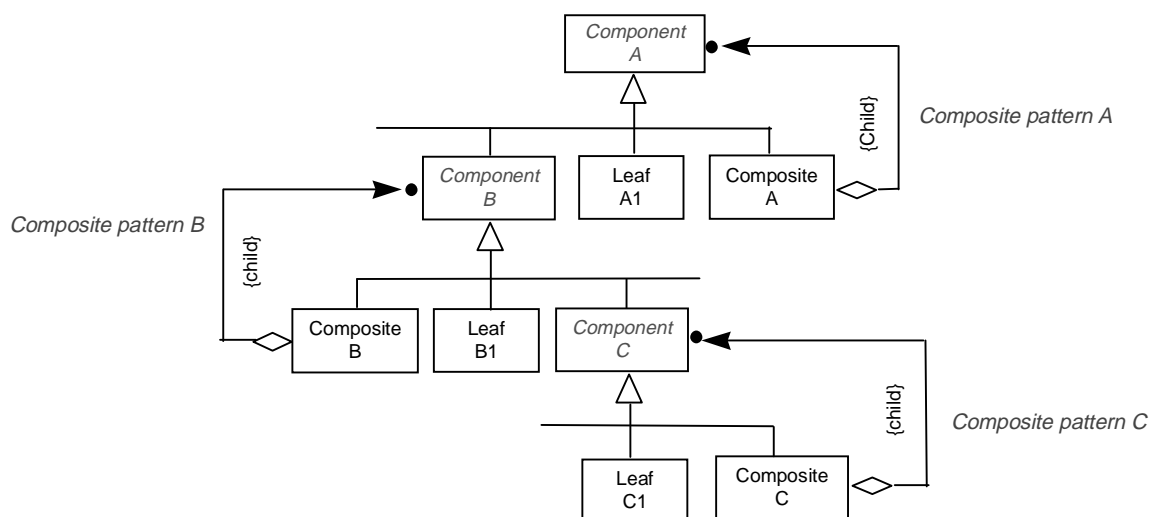 Component
A
{Child}
Composite pattern A
Component
B
Leaf
A1
Composite
A
Composite pattern B
{child}
Composite
B
Leaf
B1
Component
C
{child}
Composite pattern C
Leaf
C1
Composite
C